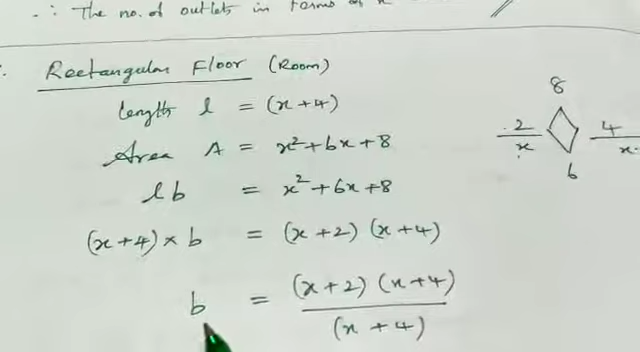 ∴ The no. of outlets in terms of x
Rectangular Floor (Room)
length l = (x+4)
Area A = x²+6x+8
lb = x²+6x+8
(x+4)×b = (x+2)(x+4)
b = (x+2)(x+4)/(x+4)
8
2/x 4/x
6